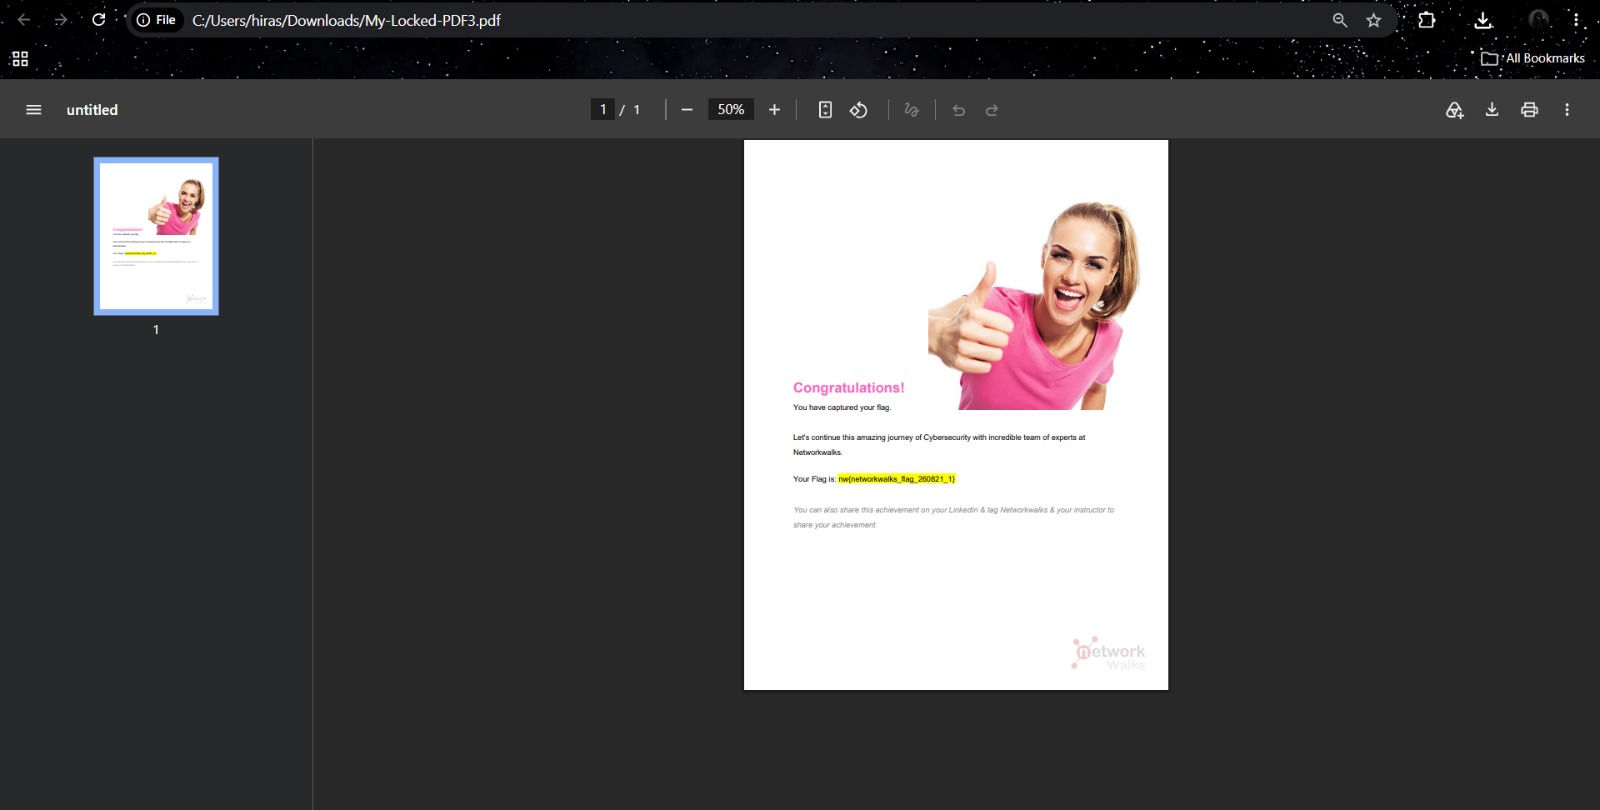 File
C:/Users/hiras/Downloads/My-Locked-PDF3.pdf
All Bookmarks
untitled
1 / 1
50%
1
Congratulations!
You have captured your flag.
Let's continue this amazing journey of Cybersecurity with incredible team of experts at
Networkwalks.
Your Flag is: nw{networkwalks_flag_260821_1}
You can also share this achievement on your LinkedIn & tag Networkwalks & your instructor to
share your achievement.
network
Walks